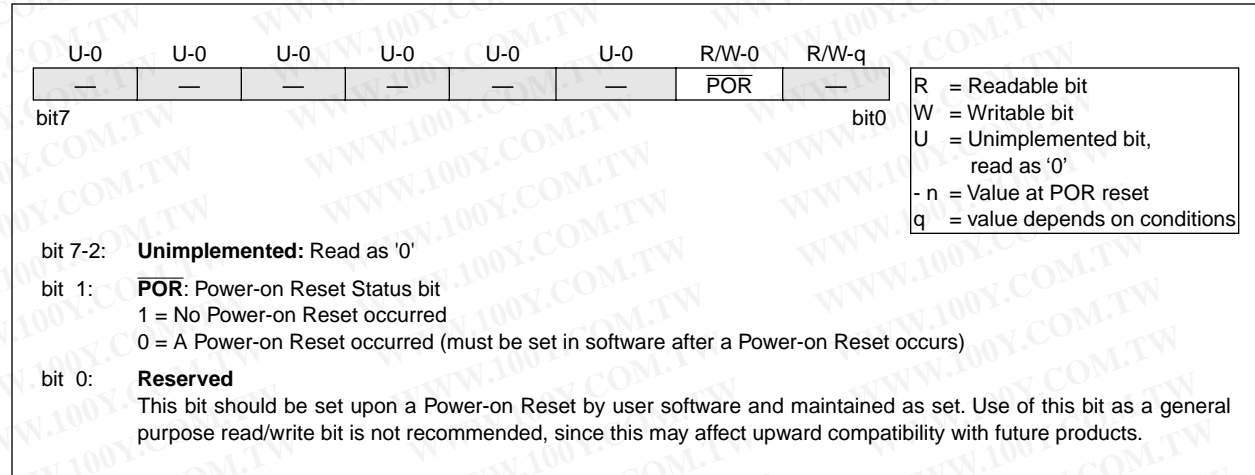 U-0 U-0 U-0 U-0 U-0 U-0 R/W-0 R/W-q
— — — — — — POR —
bit7 bit0
R = Readable bit
W = Writable bit
U = Unimplemented bit,
read as ‘0’
- n = Value at POR reset
q = value depends on conditions
bit 7-2: Unimplemented: Read as '0'
bit 1: POR: Power-on Reset Status bit
1 = No Power-on Reset occurred
0 = A Power-on Reset occurred (must be set in software after a Power-on Reset occurs)
bit 0: Reserved
This bit should be set upon a Power-on Reset by user software and maintained as set. Use of this bit as a general
purpose read/write bit is not recommended, since this may affect upward compatibility with future products.
WWW.100Y.COM.TW